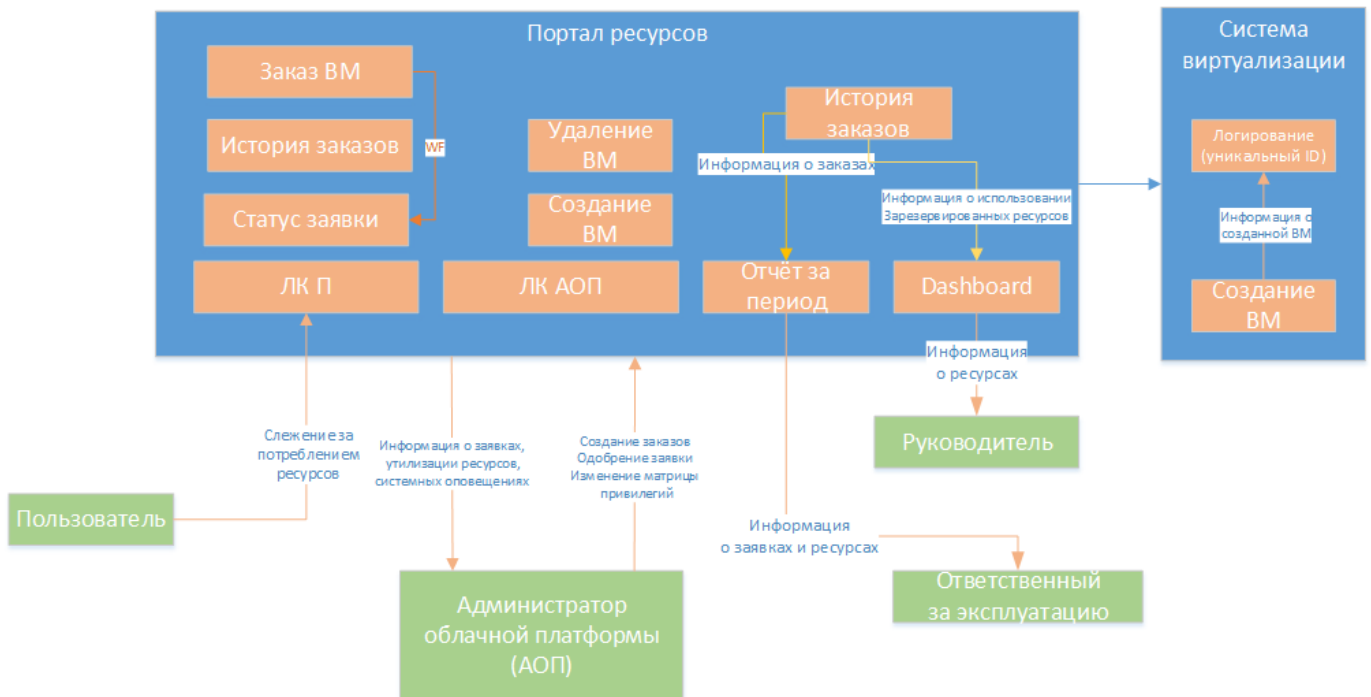 Портал ресурсов
Заказ ВМ
История заказов
WF
Статус заявки
ЛК П
Удаление
ВМ
Создание
ВМ
ЛК АОП
История
заказов
Информация о заказах
Информация о использовании
Зарезервированных ресурсов
Отчёт за
период
Dashboard
Система
виртуализации
Логирование
(уникальный ID)
Информация о
созданной ВМ
Создание
ВМ
Слежение за
потреблением
ресурсов
Информация о заявках,
утилизации ресурсов,
системных оповещениях
Создание заказов
Одобрение заявки
Изменение матрицы
привилегий
Информация
о ресурсах
Руководитель
Пользователь
Информация
о заявках и ресурсах
Администратор
облачной платформы
(АОП)
Ответственный
за эксплуатацию